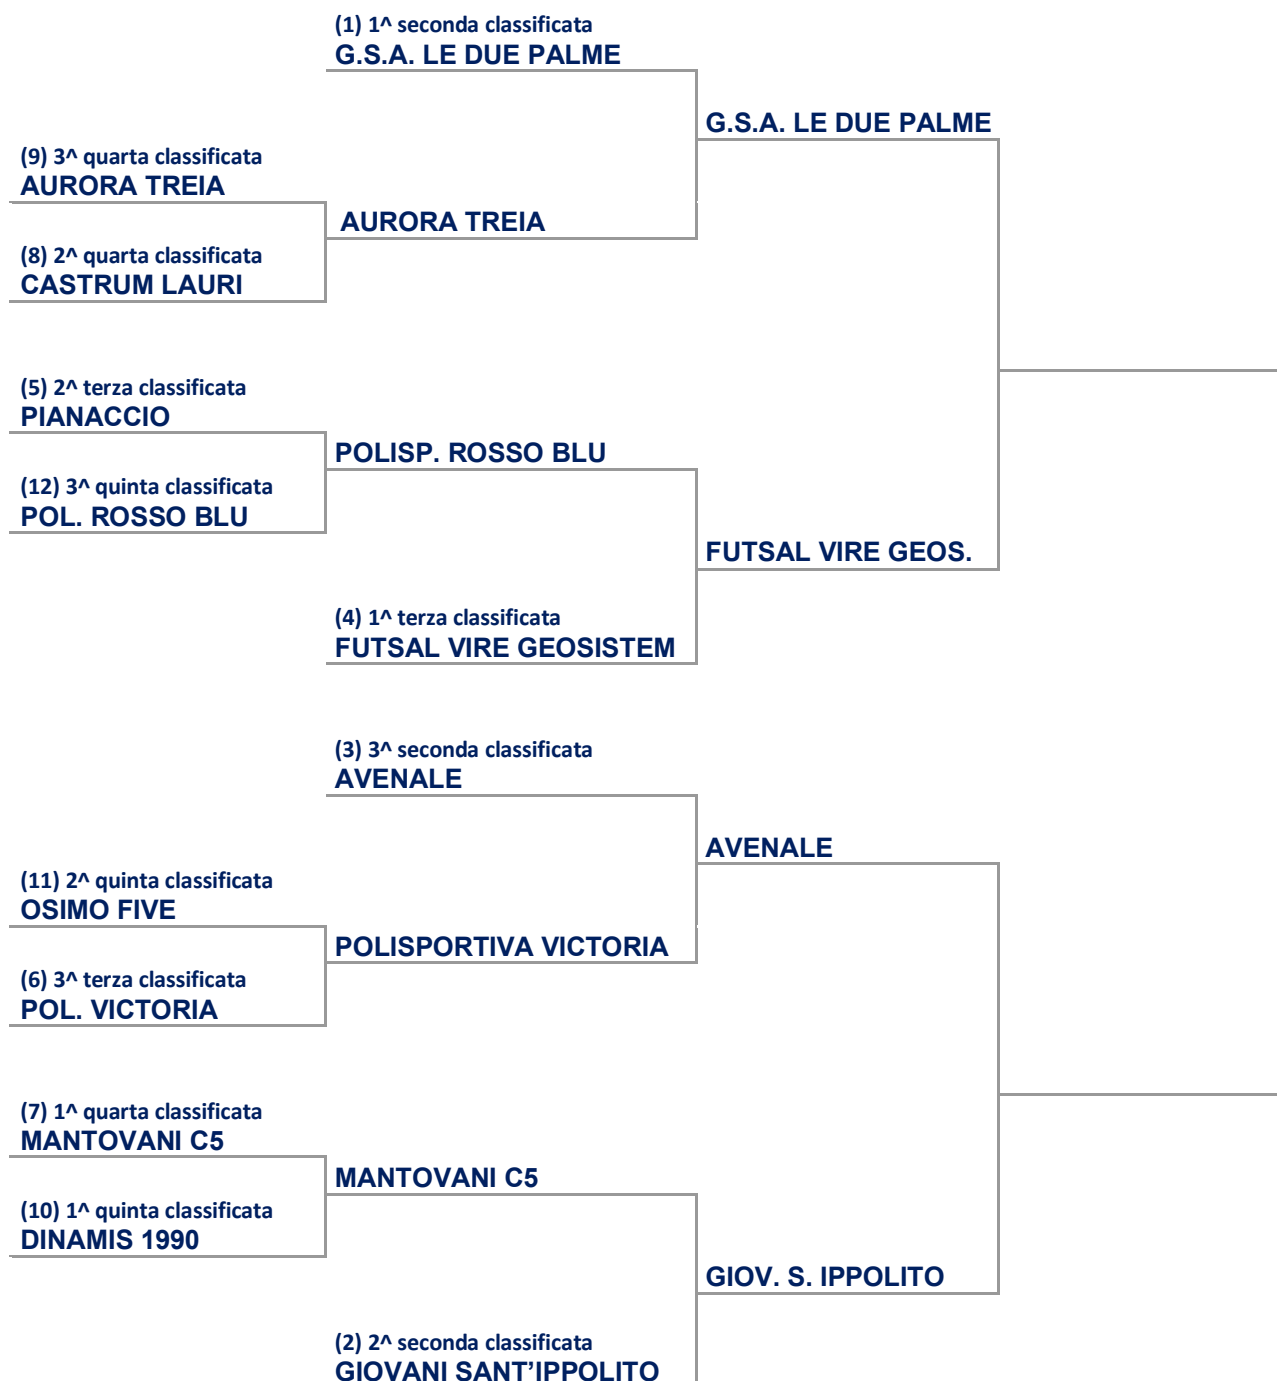 (1) 1^ seconda classificata
G.S.A. LE DUE PALME
G.S.A. LE DUE PALME
(9) 3^ quarta classificata
AURORA TREIA
AURORA TREIA
(8) 2^ quarta classificata
CASTRUM LAURI
(5) 2^ terza classificata
PIANACCIO
POLISP. ROSSO BLU
(12) 3^ quinta classificata
POL. ROSSO BLU
FUTSAL VIRE GEOS.
(4) 1^ terza classificata
FUTSAL VIRE GEOSISTEM
(3) 3^ seconda classificata
AVENALE
AVENALE
(11) 2^ quinta classificata
OSIMO FIVE
POLISPORTIVA VICTORIA
(6) 3^ terza classificata
POL. VICTORIA
(7) 1^ quarta classificata
MANTOVANI C5
MANTOVANI C5
(10) 1^ quinta classificata
DINAMIS 1990
GIOV. S. IPPOLITO
(2) 2^ seconda classificata
GIOVANI SANT'IPPOLITO